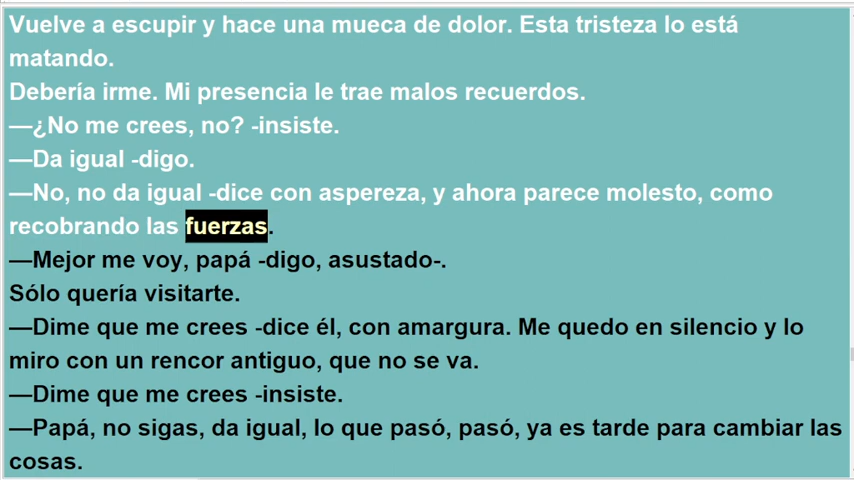 Vuelve a escupir y hace una mueca de dolor. Esta tristeza lo está
matando.
Debería irme. Mi presencia le trae malos recuerdos.
—¿No me crees, no? -insiste.
—Da igual -digo.
—No, no da igual -dice con aspereza, y ahora parece molesto, como
recobrando las fuerzas.
—Mejor me voy, papá -digo, asustado-.
Sólo quería visitarte.
—Dime que me crees -dice él, con amargura. Me quedo en silencio y lo
miro con un rencor antiguo, que no se va.
—Dime que me crees -insiste.
—Papá, no sigas, da igual, lo que pasó, pasó, ya es tarde para cambiar las
cosas.